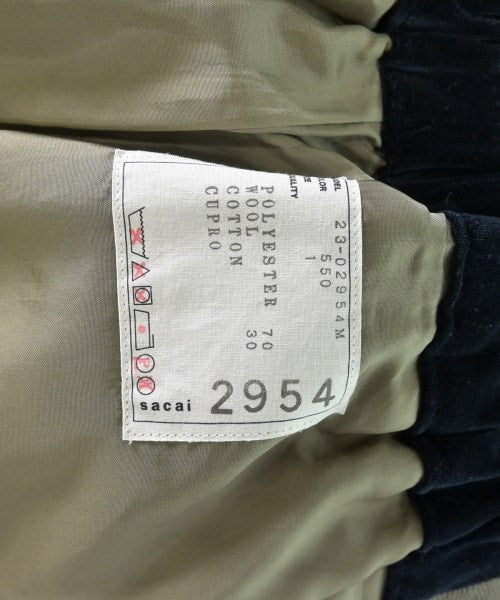 23-02954M
550
1
POLYESTER 70
WOOL 30
COTTON
CUPRO
sacai 2954